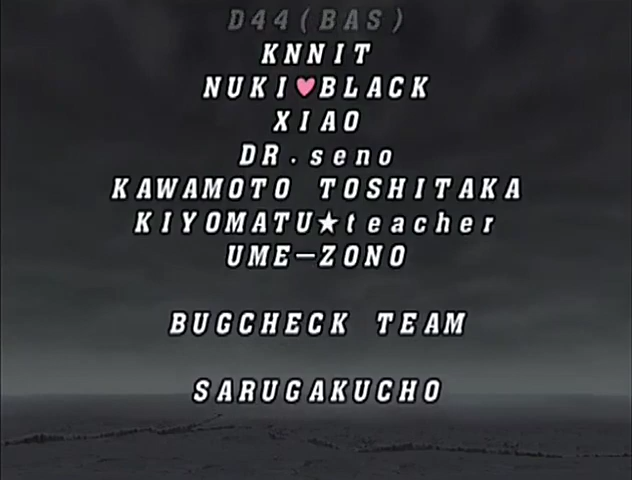 D44(BAS)
KNNIT
NUKI♥BLACK
XIAO
DR.seno
KAWAMOTO TOSHITAKA
KIYOMATU★teacher
UME–ZONO
BUGCHECK TEAM
SARUGAKUCHO